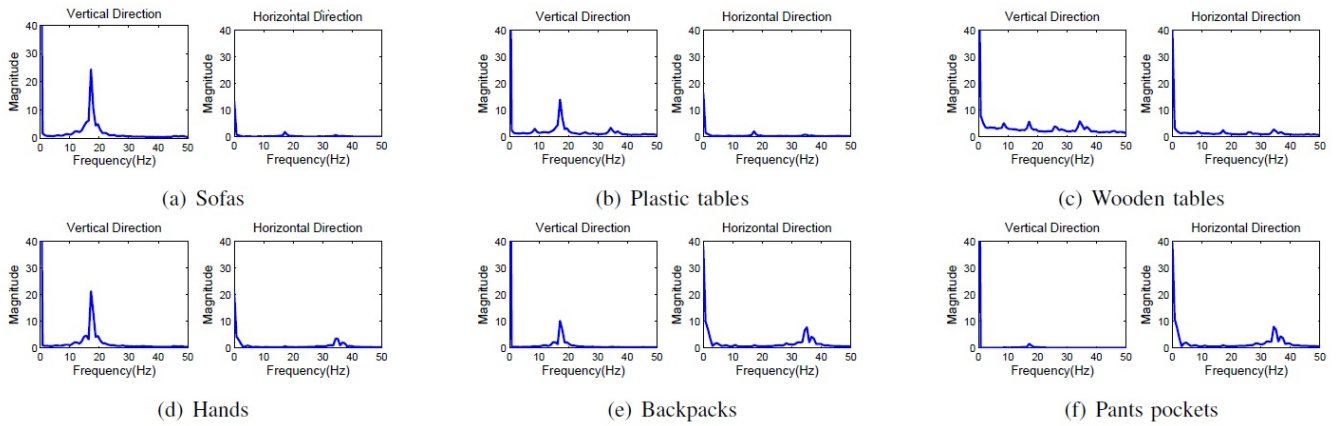 Vertical Direction
Horizontal Direction
Magnitude
40
30
20
10
0
0 10 20 30 40 50
Frequency(Hz)
Magnitude
40
30
20
10
0
0 10 20 30 40 50
Frequency(Hz)
(a) Sofas
Vertical Direction
Horizontal Direction
Magnitude
40
30
20
10
0
0 10 20 30 40 50
Frequency(Hz)
Magnitude
40
30
20
10
0
0 10 20 30 40 50
Frequency(Hz)
(b) Plastic tables
Vertical Direction
Horizontal Direction
Magnitude
40
30
20
10
0
0 10 20 30 40 50
Frequency(Hz)
Magnitude
40
30
20
10
0
0 10 20 30 40 50
Frequency(Hz)
(c) Wooden tables
Vertical Direction
Horizontal Direction
Magnitude
40
30
20
10
0
0 10 20 30 40 50
Frequency(Hz)
Magnitude
40
30
20
10
0
0 10 20 30 40 50
Frequency(Hz)
(d) Hands
Vertical Direction
Horizontal Direction
Magnitude
40
30
20
10
0
0 10 20 30 40 50
Frequency(Hz)
Magnitude
40
30
20
10
0
0 10 20 30 40 50
Frequency(Hz)
(e) Backpacks
Vertical Direction
Horizontal Direction
Magnitude
40
30
20
10
0
0 10 20 30 40 50
Frequency(Hz)
Magnitude
40
30
20
10
0
0 10 20 30 40 50
Frequency(Hz)
(f) Pants pockets